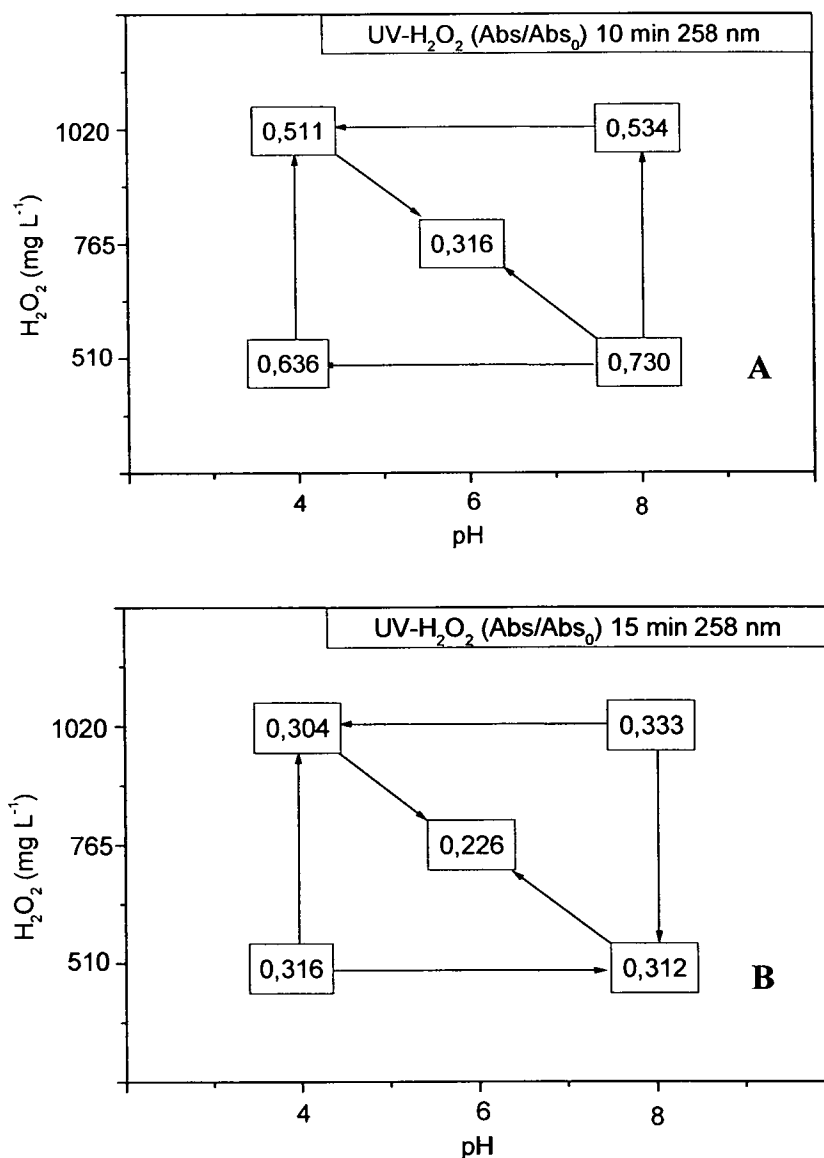 UV-H₂O₂ (Abs/Abs₀) 10 min 258 nm
1020
0,511
0,534
765
0,316
510
0,636
0,730
A
H₂O₂ (mg L⁻¹)
4
6
8
pH
UV-H₂O₂ (Abs/Abs₀) 15 min 258 nm
1020
0,304
0,333
765
0,226
510
0,316
0,312
B
H₂O₂ (mg L⁻¹)
4
6
8
pH